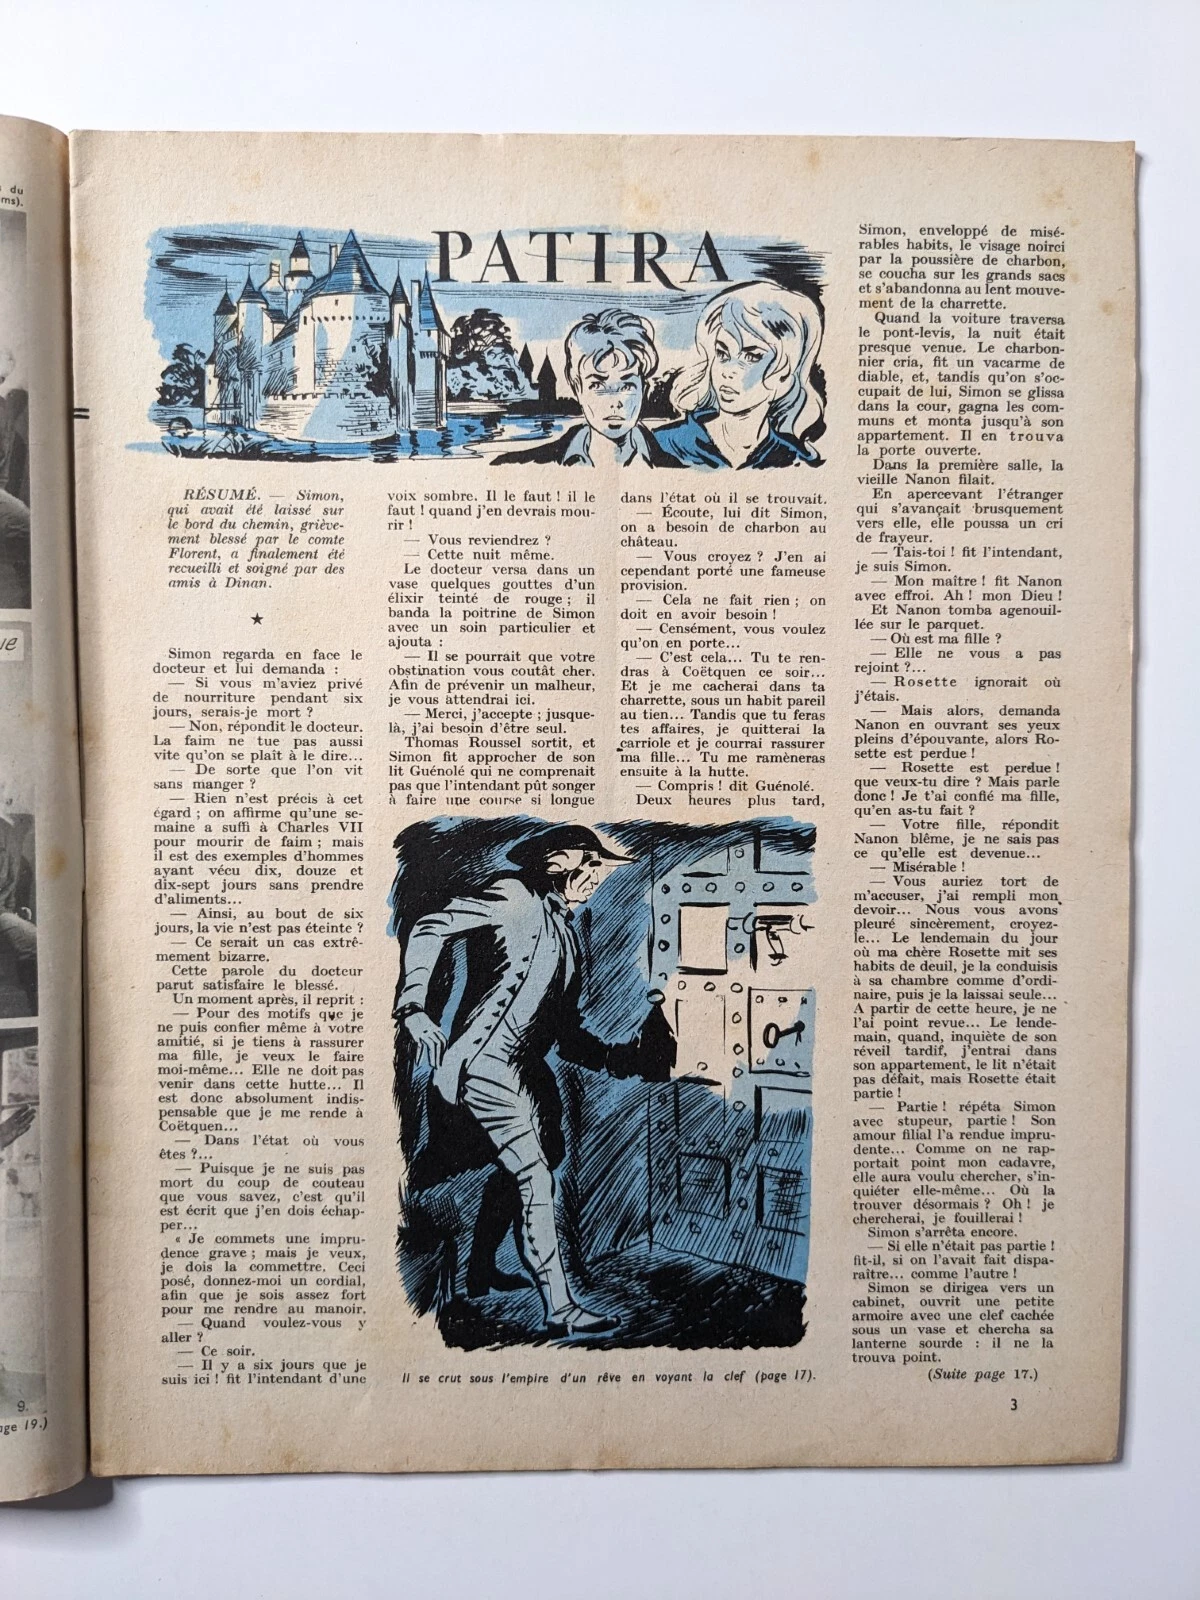 s du
ms).
ue
9.
age 19.)
PATIRA
RÉSUMÉ. — Simon,
qui avait été laissé sur
le bord du chemin, griève-
ment blessé par le comte
Florent, a finalement été
recueilli et soigné par des
amis à Dinan.
★
Simon regarda en face le
docteur et lui demanda :
— Si vous m'aviez privé
de nourriture pendant six
jours, serais-je mort ?
— Non, répondit le docteur.
La faim ne tue pas aussi
vite qu'on se plaît à le dire...
— De sorte que l'on vit
sans manger ?
— Rien n'est précis à cet
égard ; on affirme qu'une se-
maine a suffi à Charles VII
pour mourir de faim ; mais
il est des exemples d'hommes
ayant vécu dix, douze et
dix-sept jours sans prendre
d'aliments...
— Ainsi, au bout de six
jours, la vie n'est pas éteinte ?
— Ce serait un cas extrê-
mement bizarre.
Cette parole du docteur
parut satisfaire le blessé.
Un moment après, il reprit :
— Pour des motifs que je
ne puis confier même à votre
amitié, si je tiens à rassurer
ma fille, je veux le faire
moi-même... Elle ne doit pas
venir dans cette hutte... Il
est donc absolument indis-
pensable que je me rende à
Coëtquen...
— Dans l'état où vous
êtes ?...
— Puisque je ne suis pas
mort du coup de couteau
que vous savez, c'est qu'il
est écrit que j'en dois échap-
per...
« Je commets une impru-
dence grave ; mais je veux,
je dois la commettre. Ceci
posé, donnez-moi un cordial,
afin que je sois assez fort
pour me rendre au manoir.
— Quand voulez-vous y
aller ?
— Ce soir.
— Il y a six jours que je
suis ici ! fit l'intendant d'une
voix sombre. Il le faut ! il le
faut ! quand j'en devrais mou-
rir !
— Vous reviendrez ?
— Cette nuit même.
Le docteur versa dans un
vase quelques gouttes d'un
élixir teinté de rouge ; il
banda la poitrine de Simon
avec un soin particulier et
ajouta :
— Il se pourrait que votre
obstination vous coutât cher.
Afin de prévenir un malheur,
je vous attendrai ici.
— Merci, j'accepte ; jusque-
là, j'ai besoin d'être seul.
Thomas Roussel sortit, et
Simon fit approcher de son
lit Guénolé qui ne comprenait
pas que l'intendant pût songer
à faire une course si longue
dans l'état où il se trouvait.
— Écoute, lui dit Simon,
on a besoin de charbon au
château.
— Vous croyez ? J'en ai
cependant porté une fameuse
provision.
— Cela ne fait rien ; on
doit en avoir besoin !
— Censément, vous voulez
qu'on en porte...
— C'est cela... Tu te ren-
dras à Coëtquen ce soir...
Et je me cacherai dans ta
charrette, sous un habit pareil
au tien... Tandis que tu feras
tes affaires, je quitterai la
carriole et je courrai rassurer
ma fille... Tu me ramèneras
ensuite à la hutte.
— Compris ! dit Guénolé.
Deux heures plus tard,
Il se crut sous l'empire d'un rêve en voyant la clef (page 17).
Simon, enveloppé de misé-
rables habits, le visage noirci
par la poussière de charbon,
se coucha sur les grands sacs
et s'abandonna au lent mouve-
ment de la charrette.
Quand la voiture traversa
le pont-levis, la nuit était
presque venue. Le charbon-
nier cria, fit un vacarme de
diable, et, tandis qu'on s'oc-
cupait de lui, Simon se glissa
dans la cour, gagna les com-
muns et monta jusqu'à son
appartement. Il en trouva
la porte ouverte.
Dans la première salle, la
vieille Nanon filait.
En apercevant l'étranger
qui s'avançait brusquement
vers elle, elle poussa un cri
de frayeur.
— Tais-toi ! fit l'intendant,
je suis Simon.
— Mon maître ! fit Nanon
avec effroi. Ah ! mon Dieu !
Et Nanon tomba agenouil-
lée sur le parquet.
— Où est ma fille ?
— Elle ne vous a pas
rejoint ?...
— Rosette ignorait où
j'étais.
— Mais alors, demanda
Nanon en ouvrant ses yeux
pleins d'épouvante, alors Ro-
sette est perdue !
— Rosette est perdue !
que veux-tu dire ? Mais parle
donc ! Je t'ai confié ma fille,
qu'en as-tu fait ?
— Votre fille, répondit
Nanon blême, je ne sais pas
ce qu'elle est devenue...
— Misérable !
— Vous auriez tort de
m'accuser, j'ai rempli mon
devoir... Nous vous avons
pleuré sincèrement, croyez-
le... Le lendemain du jour
où ma chère Rosette mit ses
habits de deuil, je la conduisis
à sa chambre comme d'ordi-
naire, puis je la laissai seule...
A partir de cette heure, je ne
l'ai point revue... Le lende-
main, quand, inquiète de son
réveil tardif, j'entrai dans
son appartement, le lit n'était
pas défait, mais Rosette était
partie !
— Partie ! répéta Simon
avec stupeur, partie ! Son
amour filial l'a rendue impru-
dente... Comme on ne rap-
portait point mon cadavre,
elle aura voulu chercher, s'in-
quiéter elle-même... Où la
trouver désormais ? Oh ! je
chercherai, je fouillerai !
Simon s'arrêta encore.
— Si elle n'était pas partie !
fit-il, si on l'avait fait dispa-
raître... comme l'autre !
Simon se dirigea vers un
cabinet, ouvrit une petite
armoire avec une clef cachée
sous un vase et chercha sa
lanterne sourde : il ne la
trouva point.
(Suite page 17.)
3